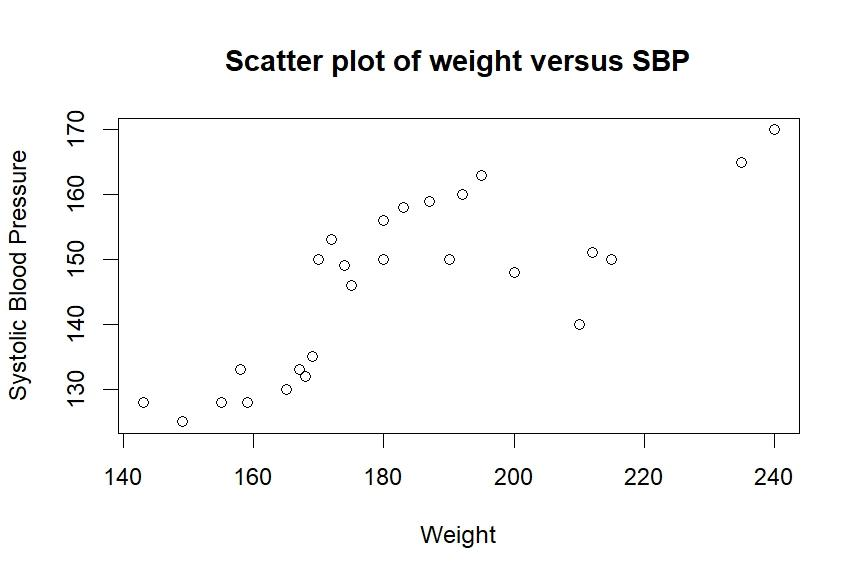 Scatter plot of weight versus SBP
Systolic Blood Pressure
170
160
150
140
130
140 160 180 200 220 240
Weight